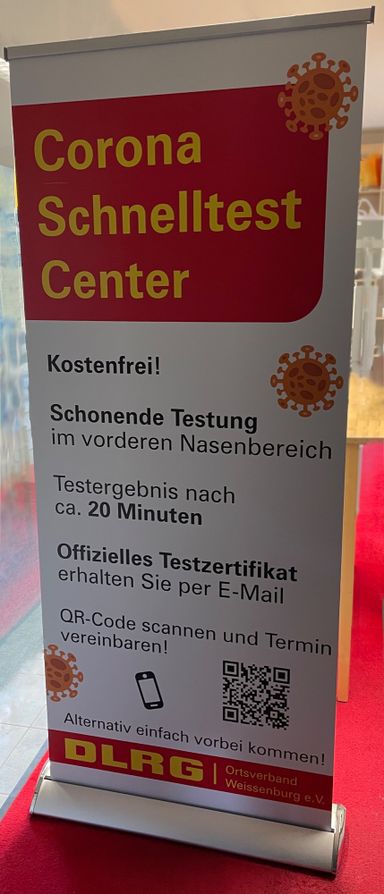 Corona
Schnelltest
Center
Kostenfrei!
Schonende Testung
im vorderen Nasenbereich
Testergebnis nach
ca. 20 Minuten
Offizielles Testzertifikat
erhalten Sie per E-Mail
QR-Code scannen und Termin
vereinbaren!
Alternativ einfach vorbei kommen!
DLRG
Ortsverband
Weissenburg e.V.